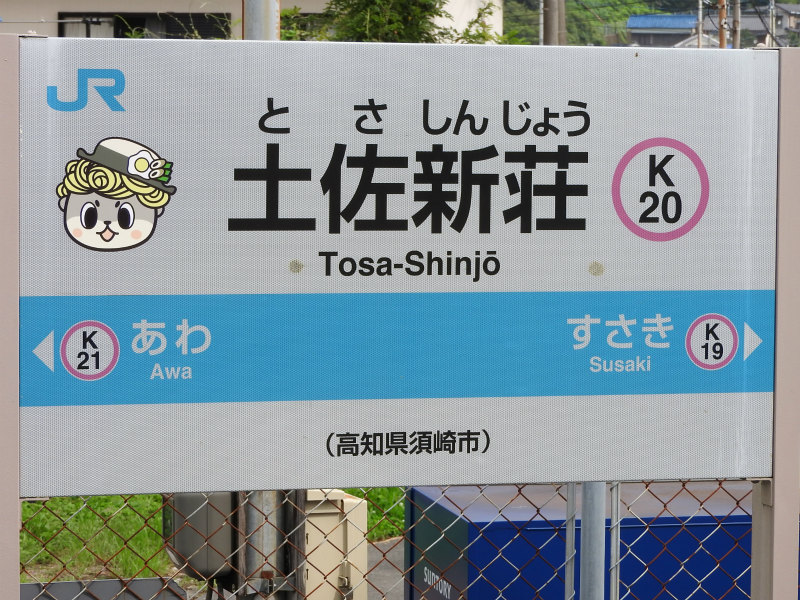 JR
とさしんじょう
土佐新荘
K
20
Tosa-Shinjō
K
21
あわ
Awa
すさき
Susaki
K
19
(高知県須崎市)
SUNTORY